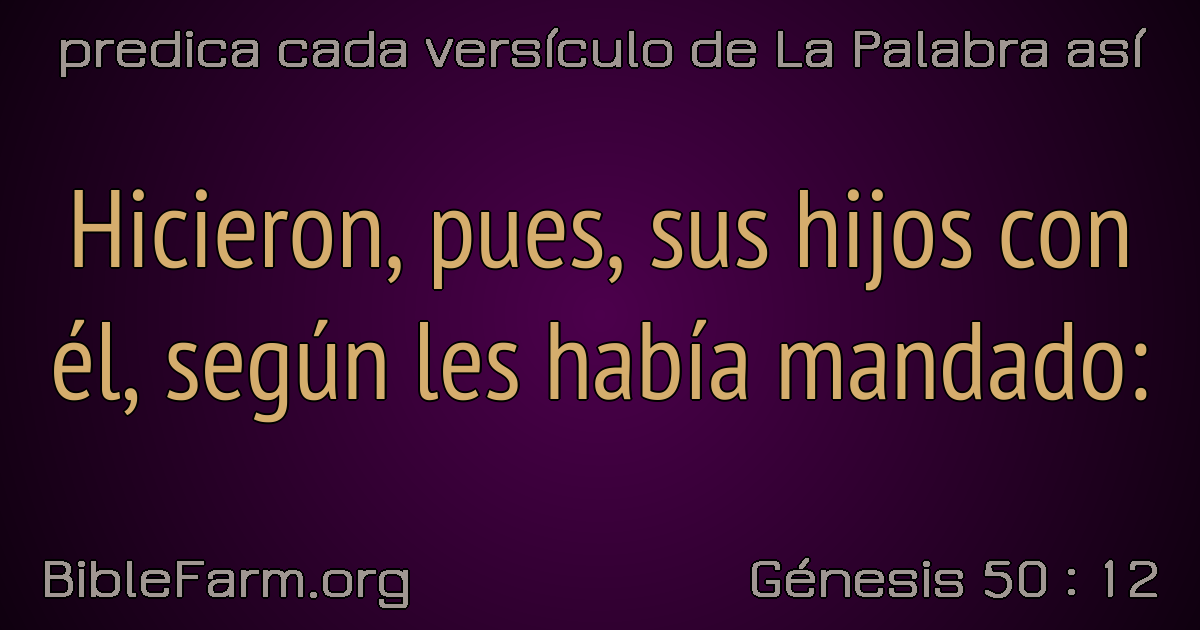 predica cada versículo de La Palabra así
Hicieron, pues, sus hijos con
él, según les había mandado:
BibleFarm.org
Génesis 50 : 12